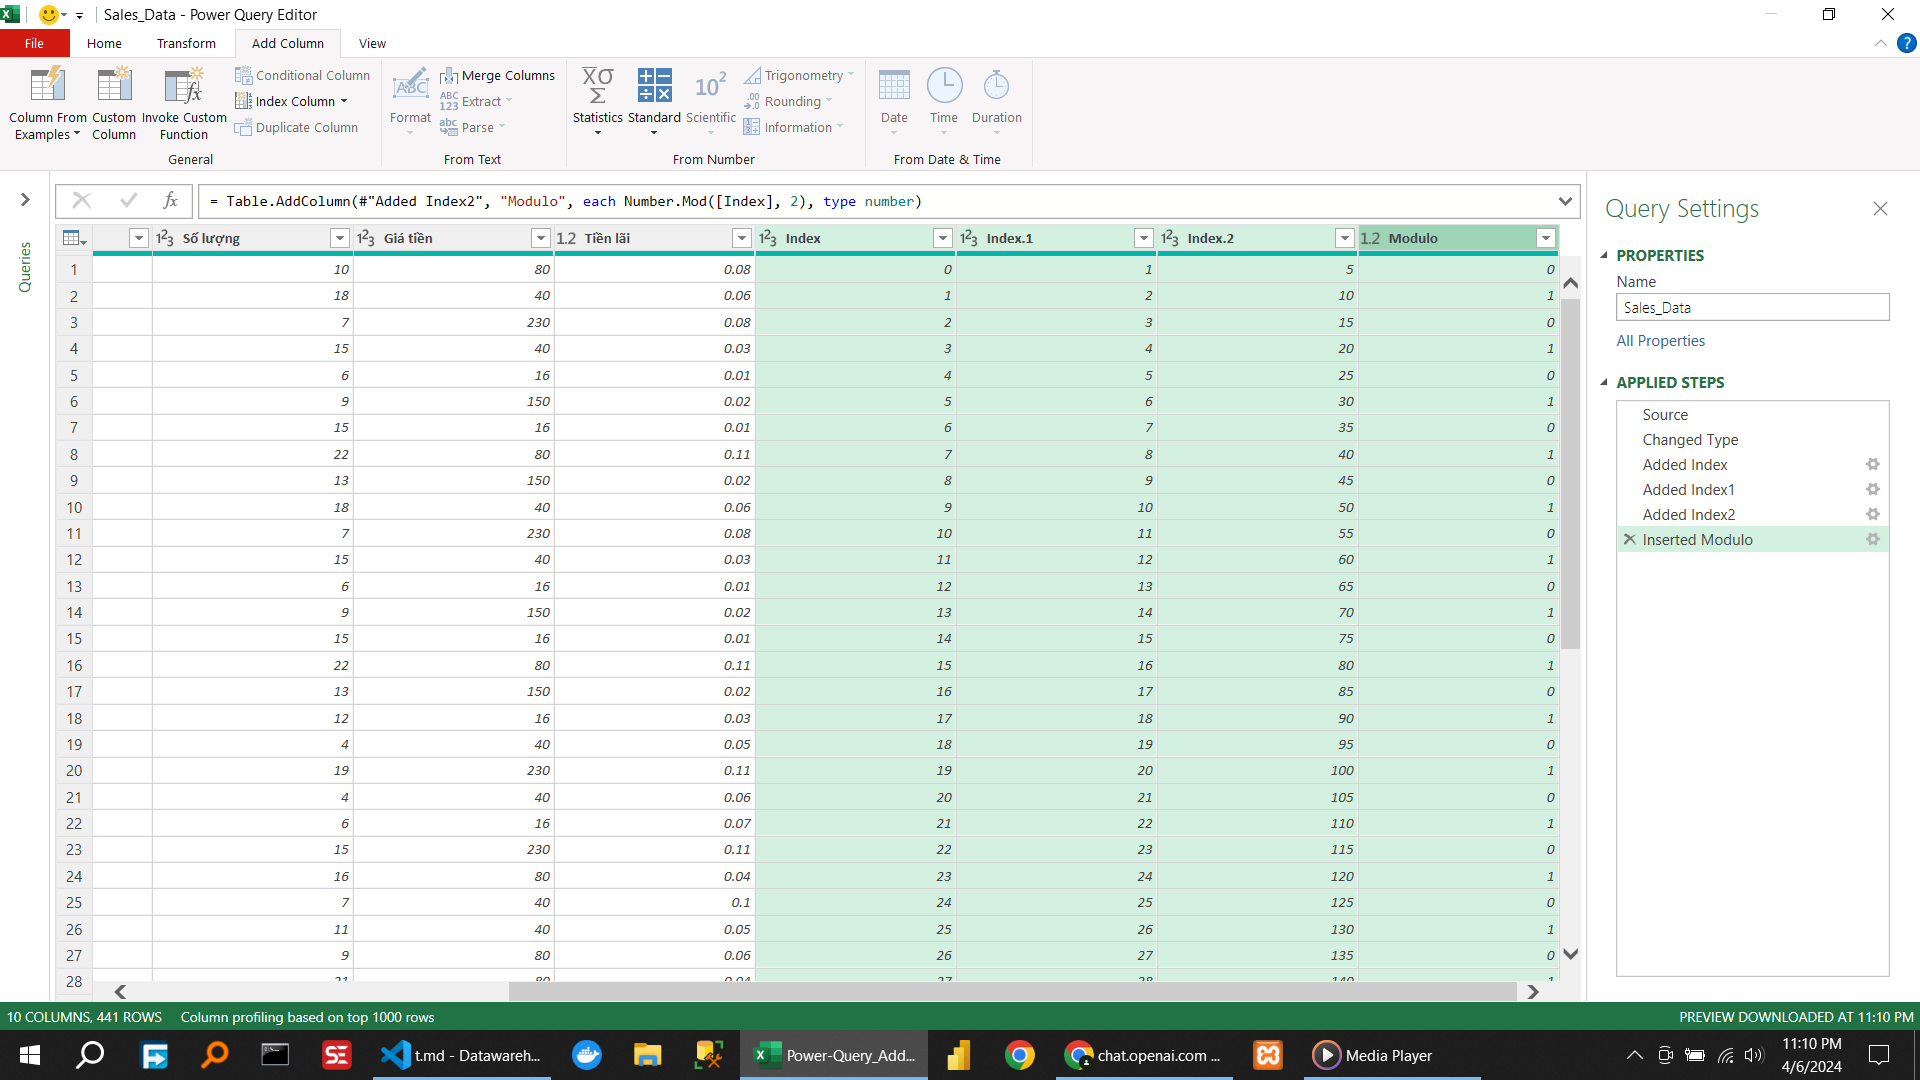 Sales_Data - Power Query Editor
File
Home
Transform
Add Column
View
Column From
Examples
Custom
Column
Invoke Custom
Function
Conditional Column
Index Column
Duplicate Column
General
Format
Merge Columns
Extract
Parse
From Text
Statistics
Standard
Scientific
Trigonometry
Rounding
Information
From Number
Date
Time
Duration
From Date & Time
= Table.AddColumn(#"Added Index2", "Modulo", each Number.Mod([Index], 2), type number)
Queries
Số lượng Giá tiền 1.2 Tiền lãi Index Index.1 Index.2 1.2 Modulo
1 10 80 0.08 0 1 5 0
2 18 40 0.06 1 2 10 1
3 7 230 0.08 2 3 15 0
4 15 40 0.03 3 4 20 1
5 6 16 0.01 4 5 25 0
6 9 150 0.02 5 6 30 1
7 15 16 0.01 6 7 35 0
8 22 80 0.11 7 8 40 1
9 13 150 0.02 8 9 45 0
10 18 40 0.06 9 10 50 1
11 7 230 0.08 10 11 55 0
12 15 40 0.03 11 12 60 1
13 6 16 0.01 12 13 65 0
14 9 150 0.02 13 14 70 1
15 15 16 0.01 14 15 75 0
16 22 80 0.11 15 16 80 1
17 13 150 0.02 16 17 85 0
18 12 16 0.03 17 18 90 1
19 4 40 0.05 18 19 95 0
20 19 230 0.11 19 20 100 1
21 4 40 0.06 20 21 105 0
22 6 16 0.07 21 22 110 1
23 15 230 0.11 22 23 115 0
24 16 80 0.04 23 24 120 1
25 7 40 0.1 24 25 125 0
26 11 40 0.05 25 26 130 1
27 9 80 0.06 26 27 135 0
28
Query Settings
PROPERTIES
Name
Sales_Data
All Properties
APPLIED STEPS
Source
Changed Type
Added Index
Added Index1
Added Index2
Inserted Modulo
10 COLUMNS, 441 ROWS Column profiling based on top 1000 rows
PREVIEW DOWNLOADED AT 11:10 PM
t.md - Datawareh...
Power-Query_Add...
chat.openai.com ...
Media Player
11:10 PM
4/6/2024